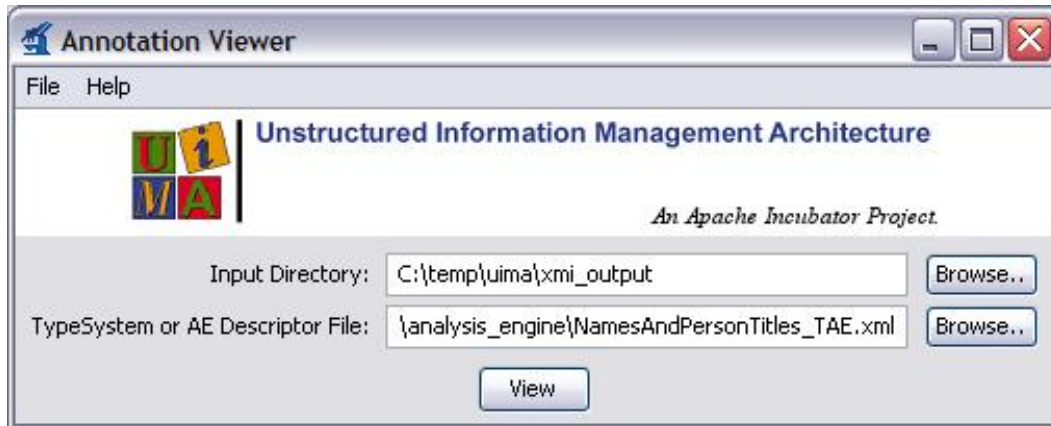 Annotation Viewer
File Help
UiMA
Unstructured Information Management Architecture
An Apache Incubator Project.
Input Directory: C:\temp\uima\xmi_output Browse..
TypeSystem or AE Descriptor File: \analysis_engine\NamesAndPersonTitles_TAE.xml Browse..
View